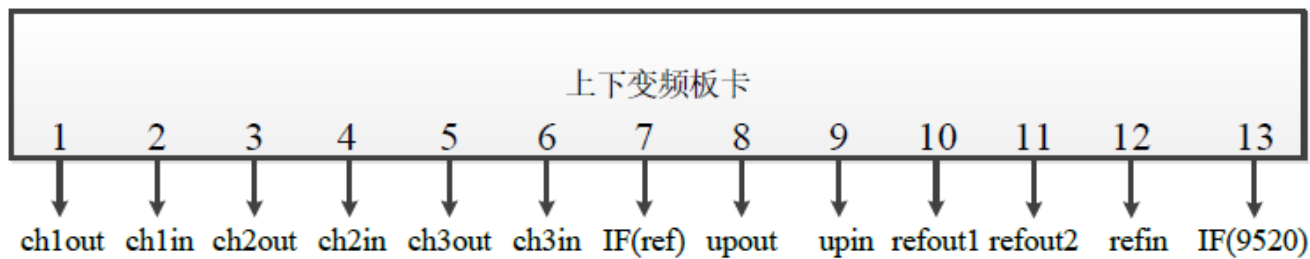 上下变频板卡
1 2 3 4 5 6 7 8 9 10 11 12 13
ch1out ch1in ch2out ch2in ch3out ch3in IF(ref) upout upin refout1 refout2 refin IF(9520)